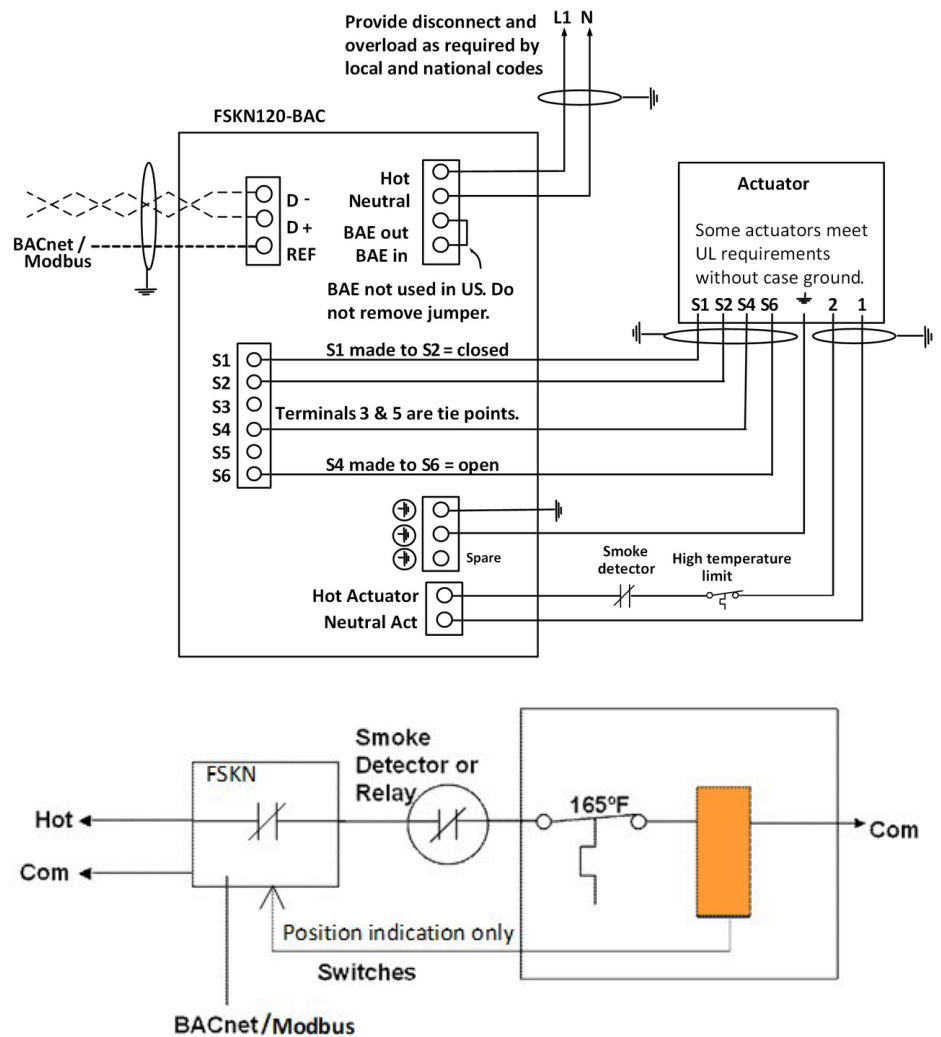 Provide disconnect and
overload as required by
local and national codes
L1 N
FSKN120-BAC
Hot
Neutral
BAE out
BAE in
D -
D +
REF
BACnet /
Modbus
BAE not used in US. Do
not remove jumper.
Actuator
Some actuators meet
UL requirements
without case ground.
S1 S2 S4 S6 2 1
S1 S1 made to S2 = closed
S2
S3
Terminals 3 & 5 are tie points.
S4
S5
S6 S4 made to S6 = open
Spare
Smoke
detector
High temperature
limit
Hot Actuator
Neutral Act
Smoke
Detector or
Relay
FSKN
165ºF
Hot
Com
Com
Position indication only
Switches
BACnet/Modbus